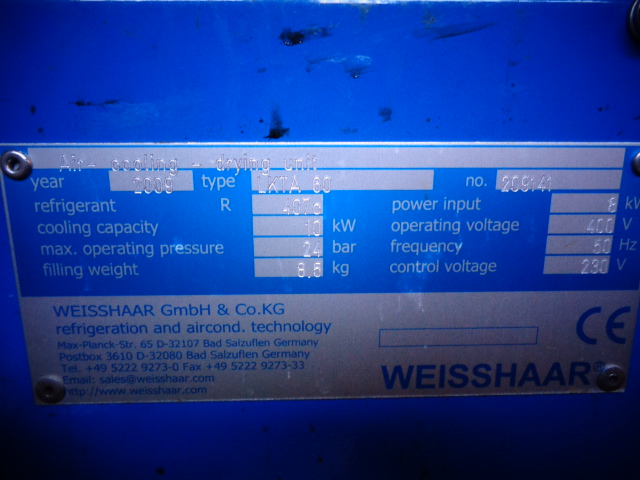 Air- cooling - drying unit
year 2009 type LKTA 60 no. 209141
refrigerant R 407c power input 8 kW
cooling capacity 10 kW operating voltage 400 V
max. operating pressure 24 bar frequency 50 Hz
filling weight kg control voltage 230 V
WEISSHAAR GmbH & Co.KG
refrigeration and aircond. technology
Max-Planck-Str. 65 D-32107 Bad Salzuflen Germany
Postbox 3610 D-32080 Bad Salzuflen Germany
Tel. +49 5222 9273-0 Fax +49 5222 9273-33
Email: sales@weisshaar.com
http://www.weisshaar.com
CE
WEISSHAAR®